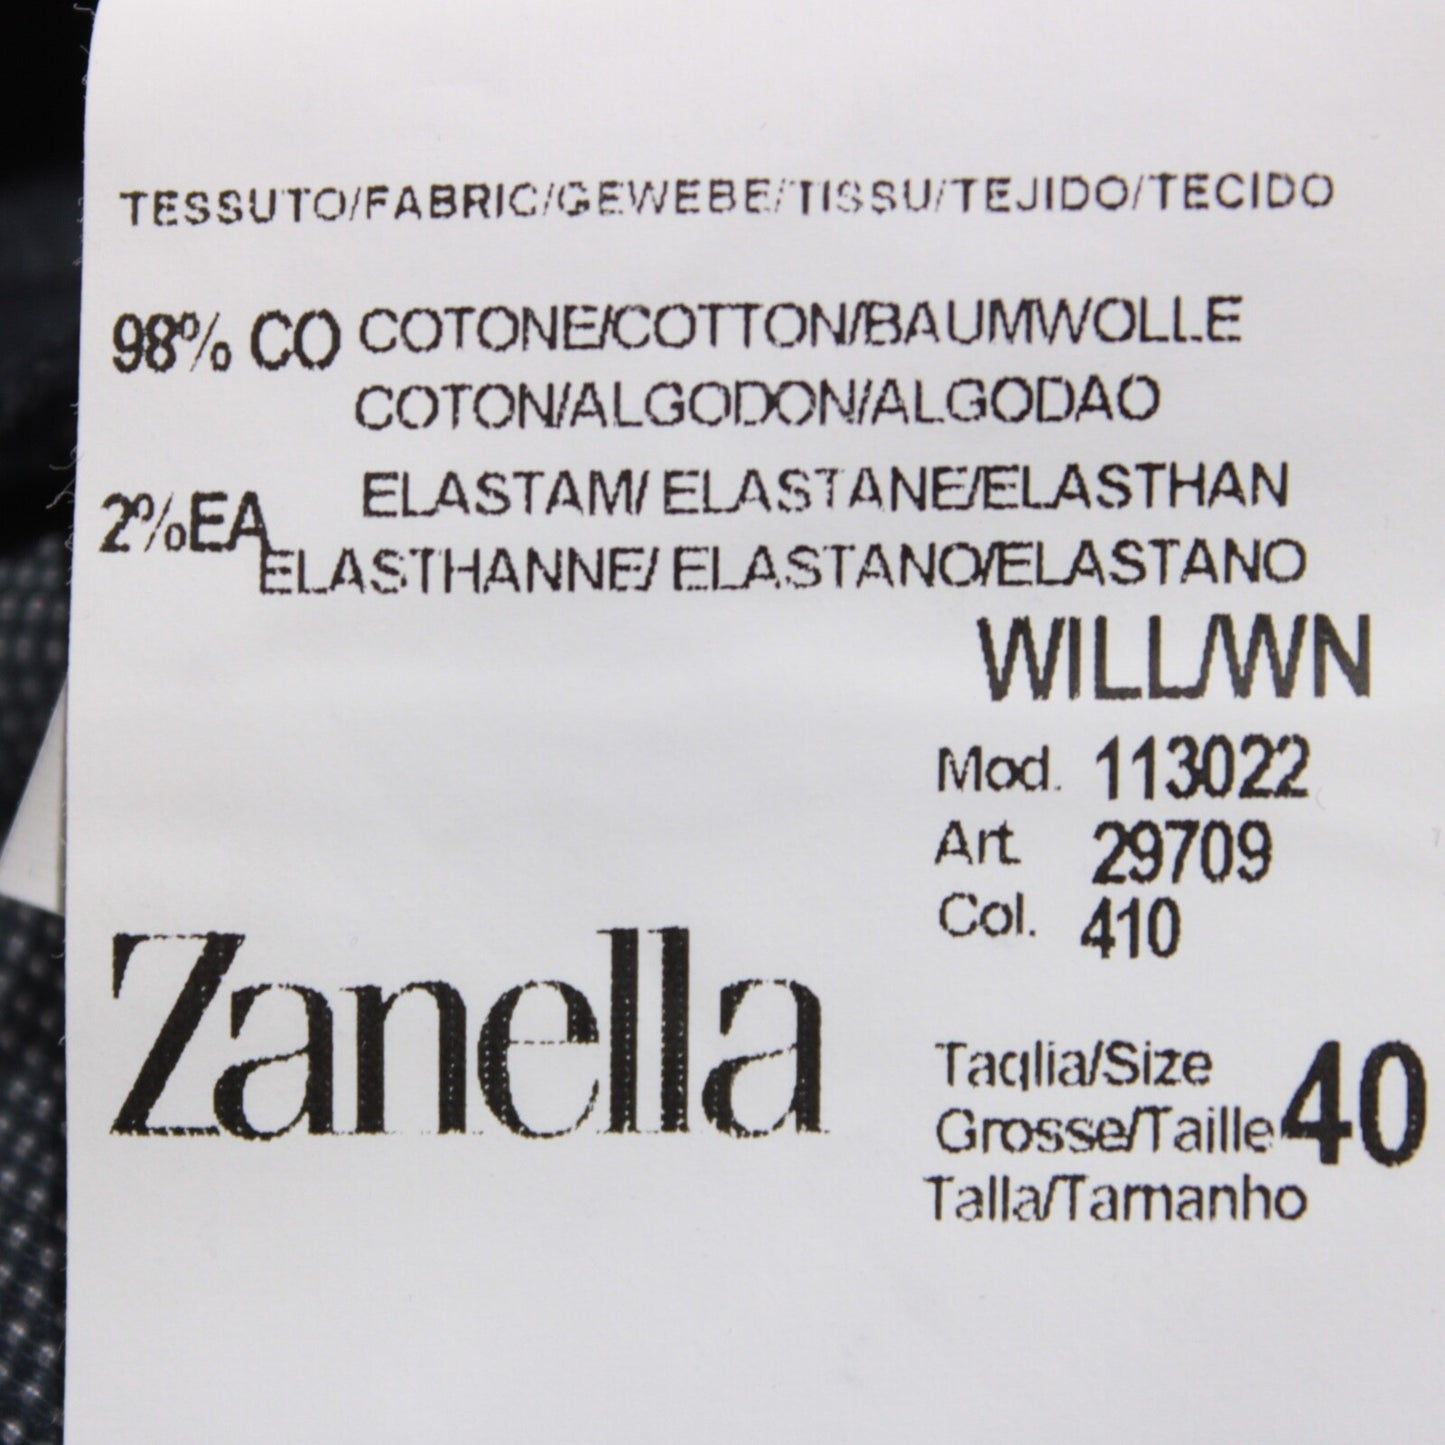 TESSUTO/FABRIC/GEWEBE/TISSU/TEJIDO/TECIDO
98% CO COTONE/COTTON/BAUMWOLLE
COTON/ALGODON/ALGODAO
2%EA ELASTAM/ ELASTANE/ELASTHAN
ELASTHANNE/ ELASTANO/ELASTANO
WILL/WN
Mod. 113022
Art. 29709
Col. 410
Zanella
Taglia/Size
Grosse/Taille 40
Talla/Tamanho